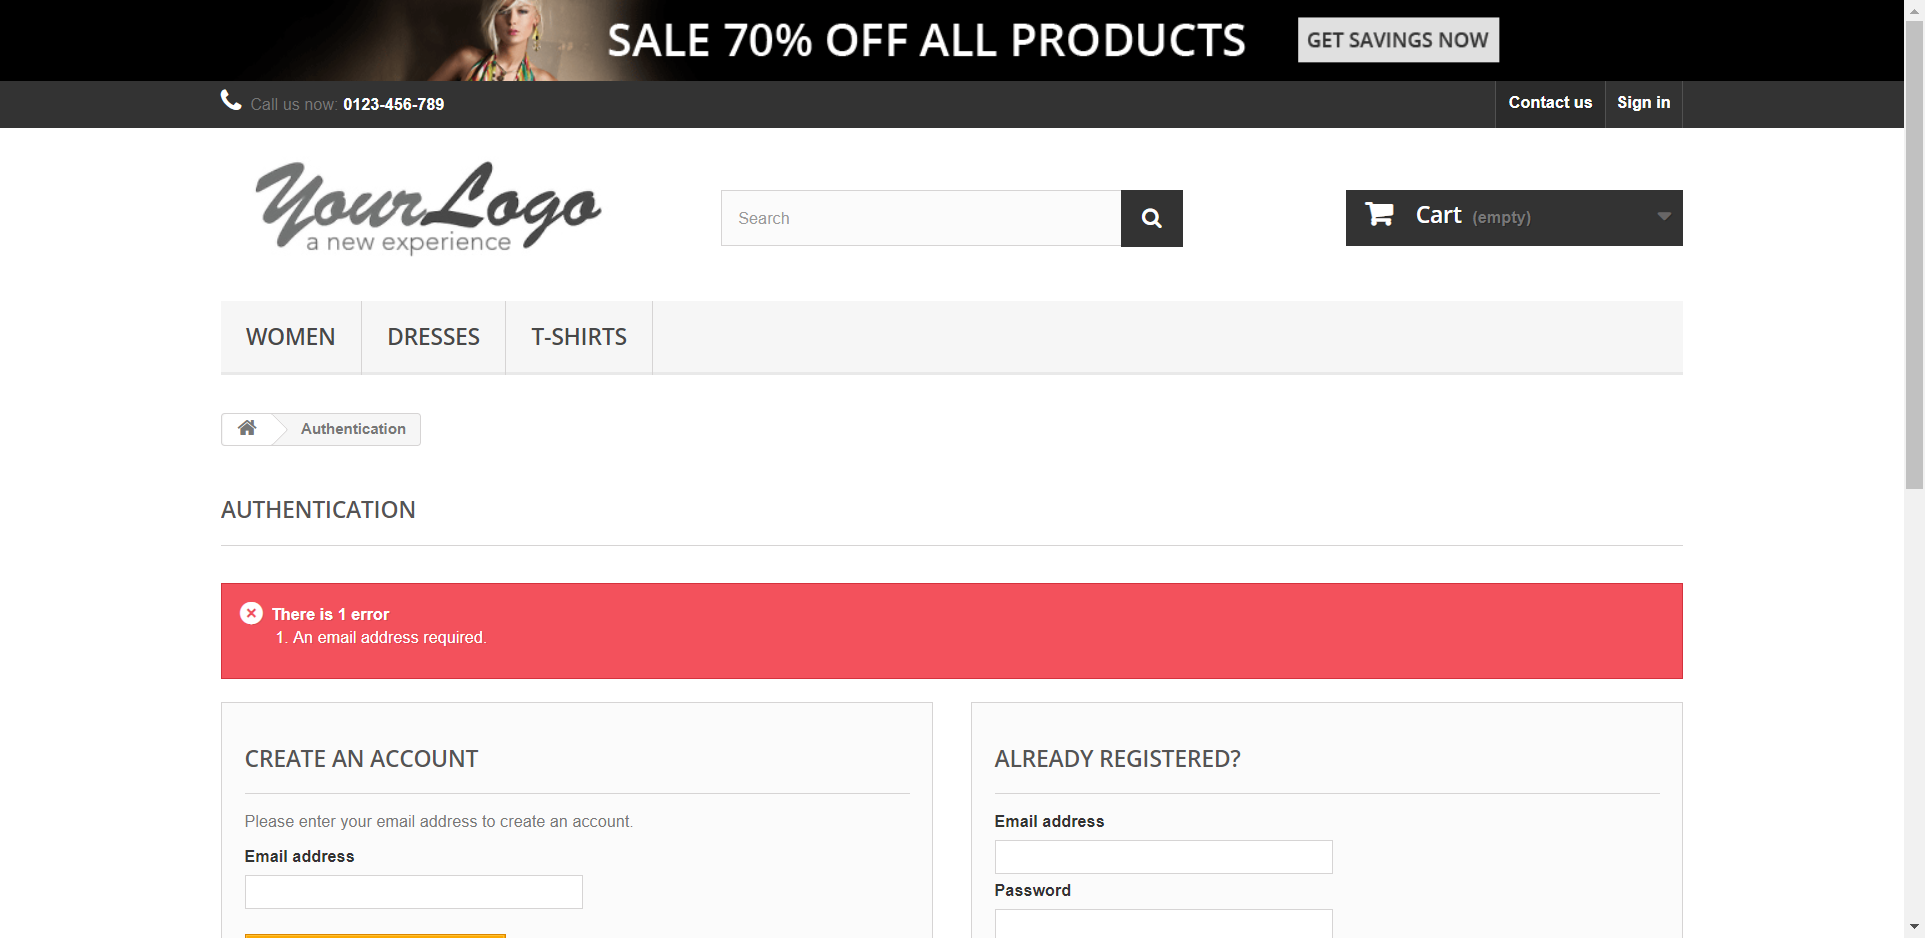 SALE 70% OFF ALL PRODUCTS GET SAVINGS NOW
Call us now: 0123-456-789 Contact us Sign in
YourLogo
a new experience
Search Cart (empty)
WOMEN DRESSES T-SHIRTS
Authentication
AUTHENTICATION
There is 1 error
1. An email address required.
CREATE AN ACCOUNT
Please enter your email address to create an account.
Email address
ALREADY REGISTERED?
Email address
Password